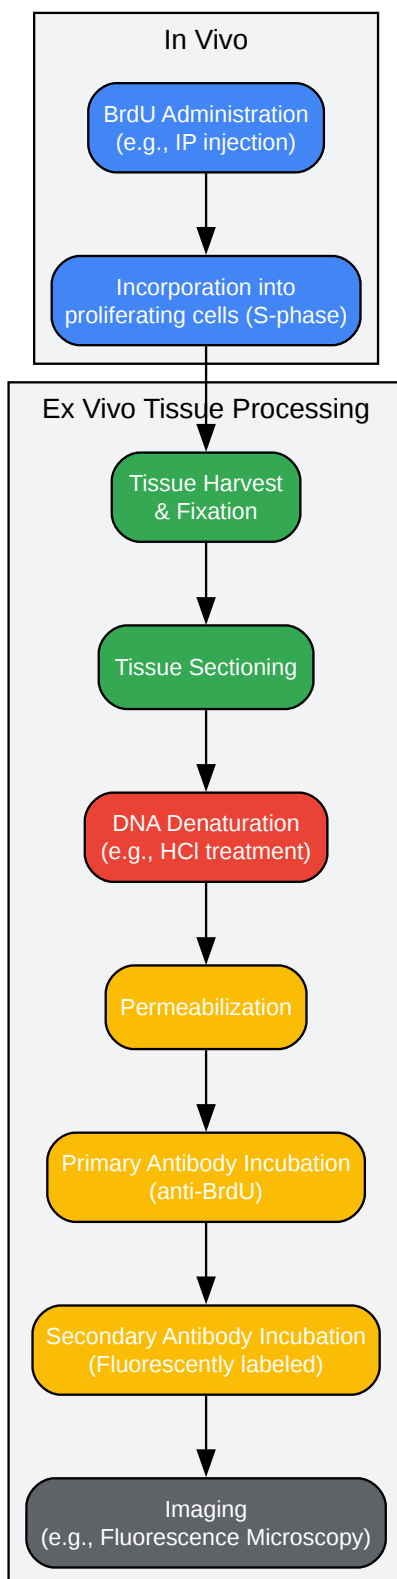 In Vivo
BrdU Administration
(e.g., IP injection)
Incorporation into
proliferating cells (S-phase)
Ex Vivo Tissue Processing
Tissue Harvest
& Fixation
Tissue Sectioning
DNA Denaturation
(e.g., HCl treatment)
Permeabilization
Primary Antibody Incubation
(anti-BrdU)
Secondary Antibody Incubation
(Fluorescently labeled)
Imaging
(e.g., Fluorescence Microscopy)